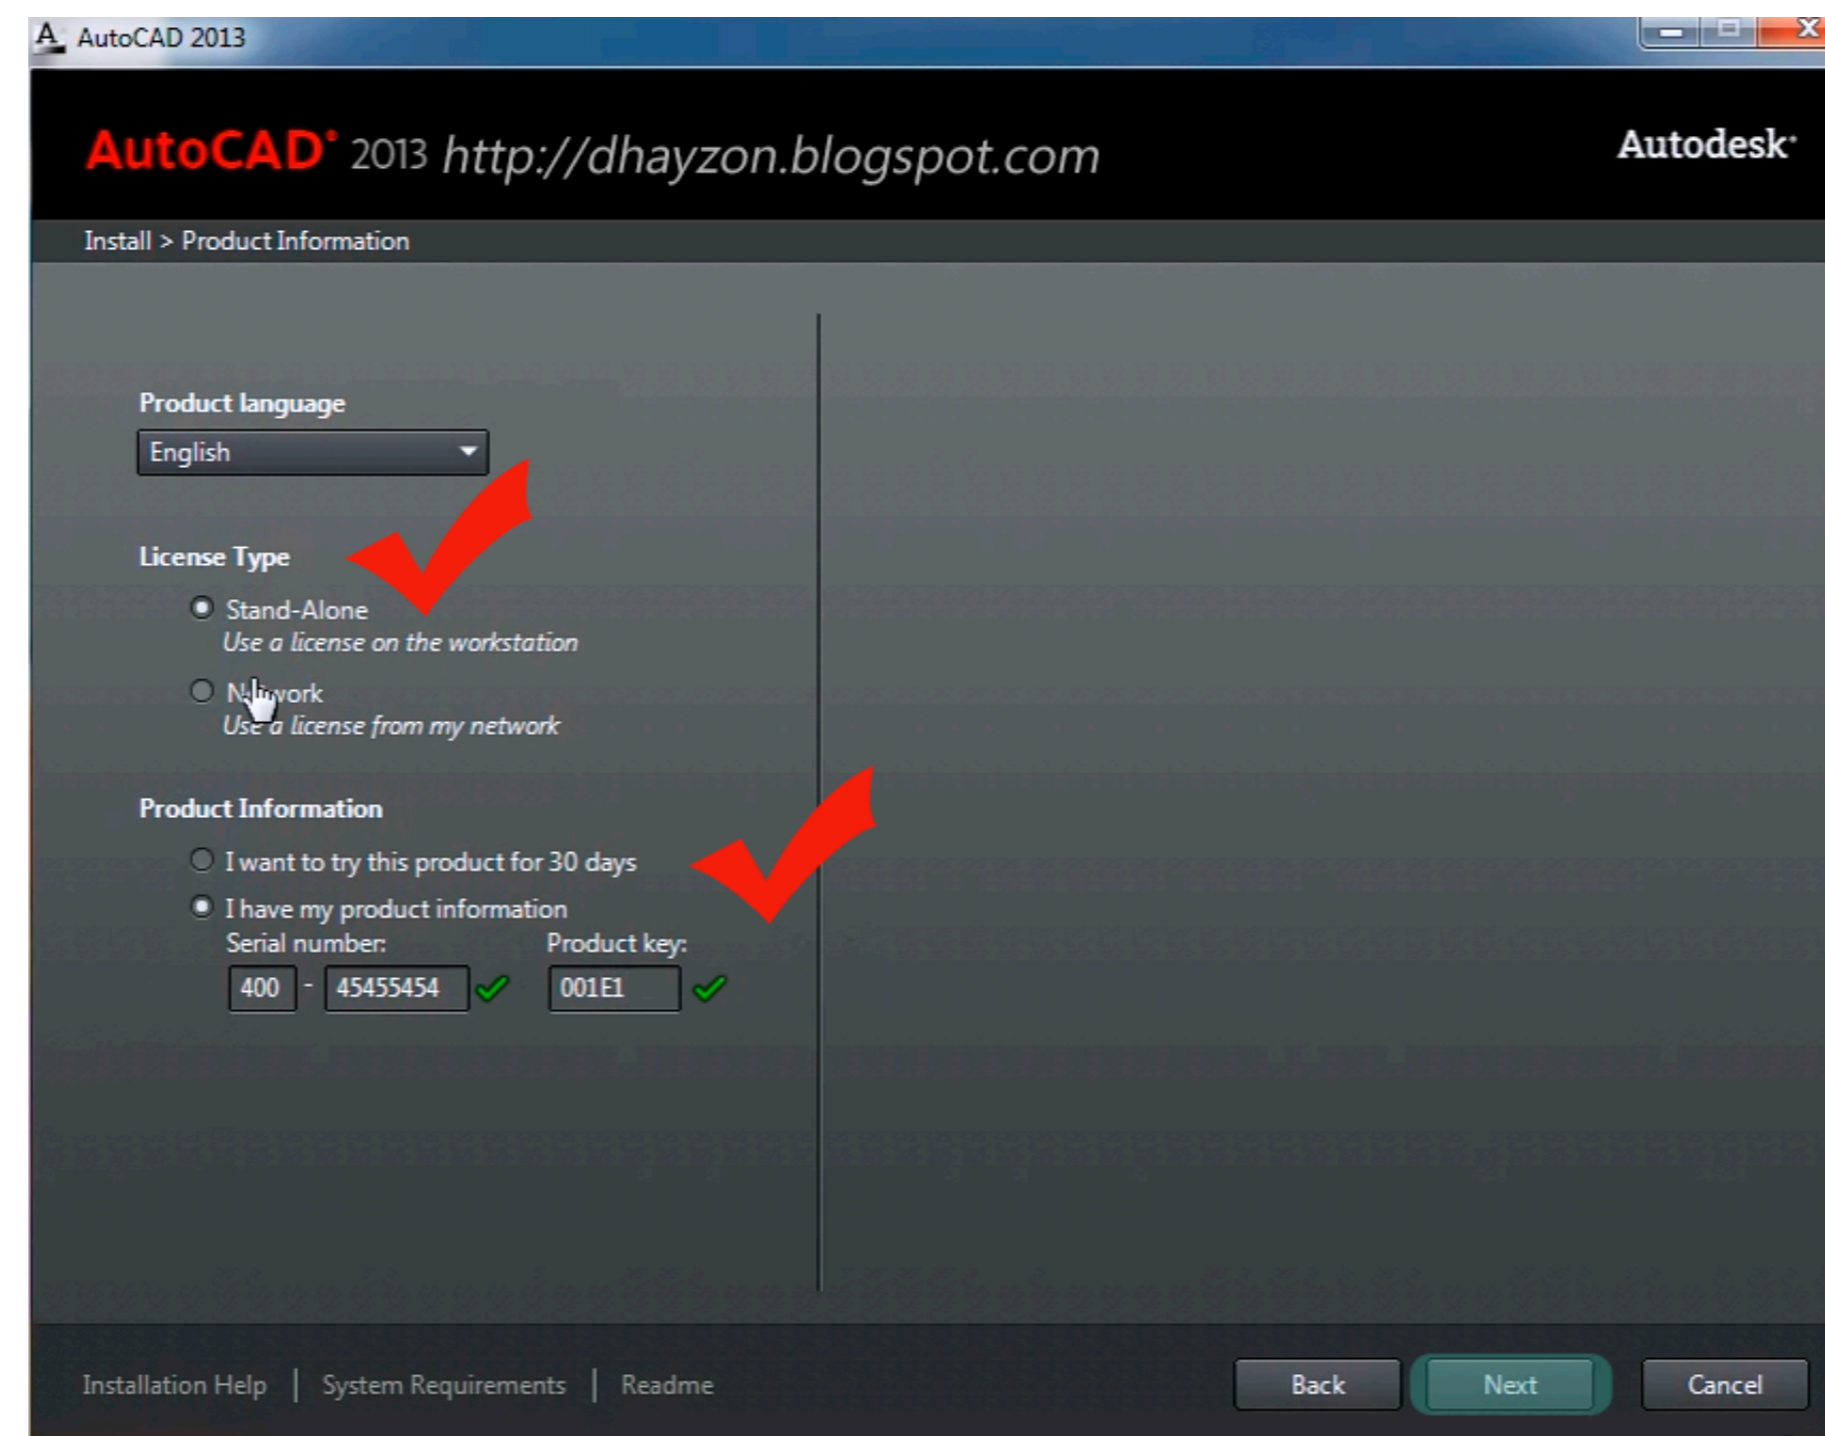 AutoCAD 2013
AutoCAD® 2013 http://dhayzon.blogspot.com
Autodesk®
Install > Product Information
Product language
English
License Type
Stand-Alone
Use a license on the workstation
Network
Use a license from my network
Product Information
I want to try this product for 30 days
I have my product information
Serial number: Product key:
400 - 45455454 001E1
Installation Help | System Requirements | Readme
Back Next Cancel